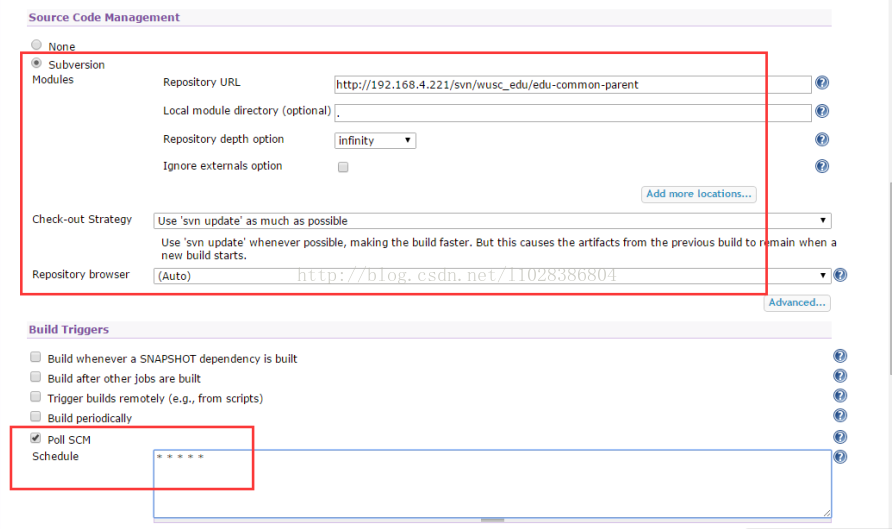 Source Code Management
None
Subversion
Modules
Repository URL
http://192.168.4.221/svn/wusc_edu/edu-common-parent
Local module directory (optional)
.
Repository depth option
infinity
Ignore externals option
Add more locations...
Check-out Strategy
Use 'svn update' as much as possible
Use 'svn update' whenever possible, making the build faster. But this causes the artifacts from the previous build to remain when a
new build starts.
Repository browser
(Auto)
http://blog.csdn.net/l1028386804
Advanced...
Build Triggers
Build whenever a SNAPSHOT dependency is built
Build after other jobs are built
Trigger builds remotely (e.g., from scripts)
Build periodically
Poll SCM
Schedule
* * * * *